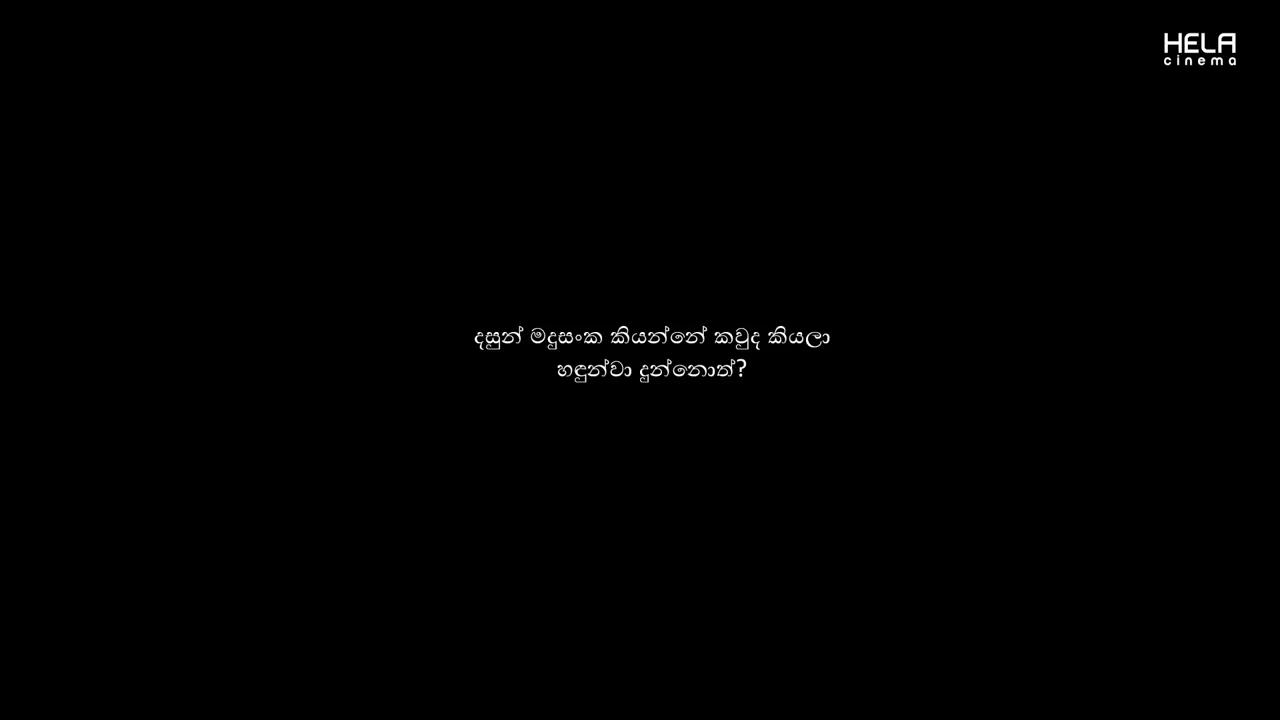 HELA
cinema
දසුන් මදුසංක කියන්නේ කවුද කියලා
හඳුන්වා දුන්නොත්?